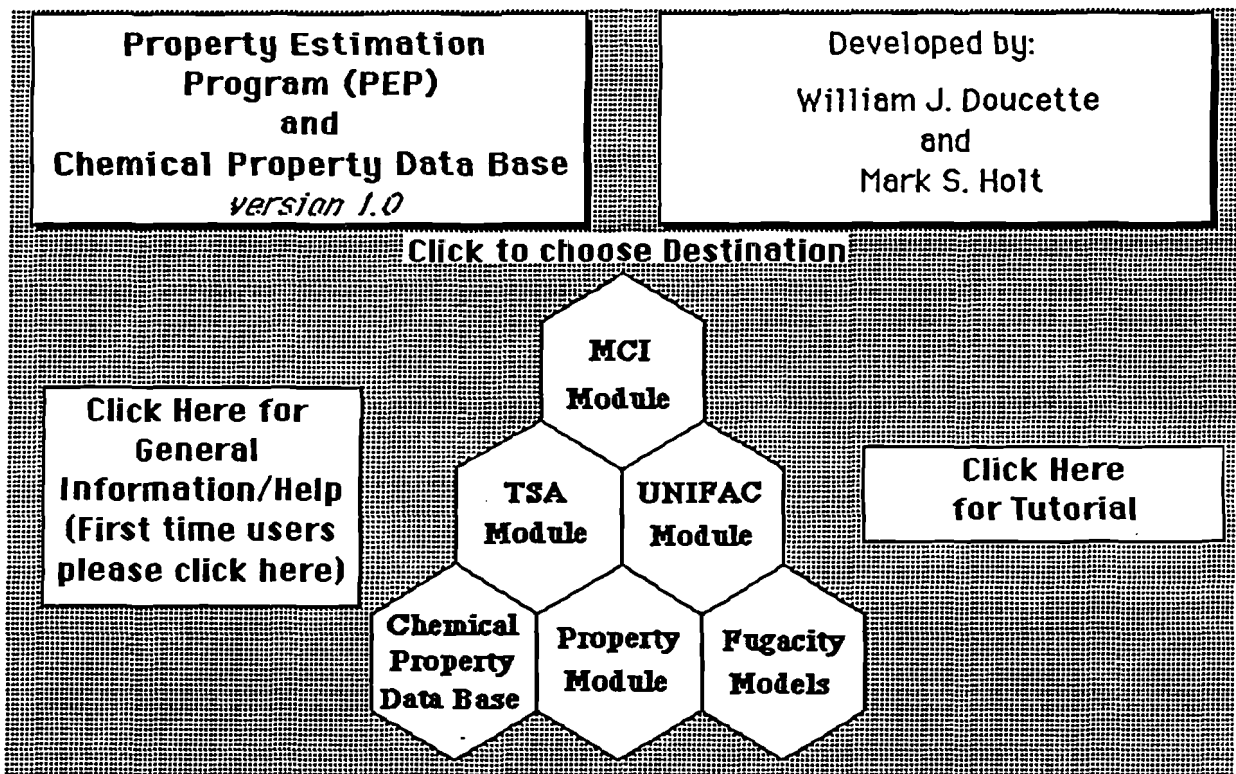 Property Estimation
Program (PEP)
and
Chemical Property Data Base
version 1.0
Developed by:
William J. Doucette
and
Mark S. Holt
Click to choose Destination
MCI
Module
Click Here for
General
Information/Help
(First time users
please click here)
TSA
Module
UNIFAC
Module
Click Here
for Tutorial
Chemical
Property
Data Base
Property
Module
Fugacity
Models